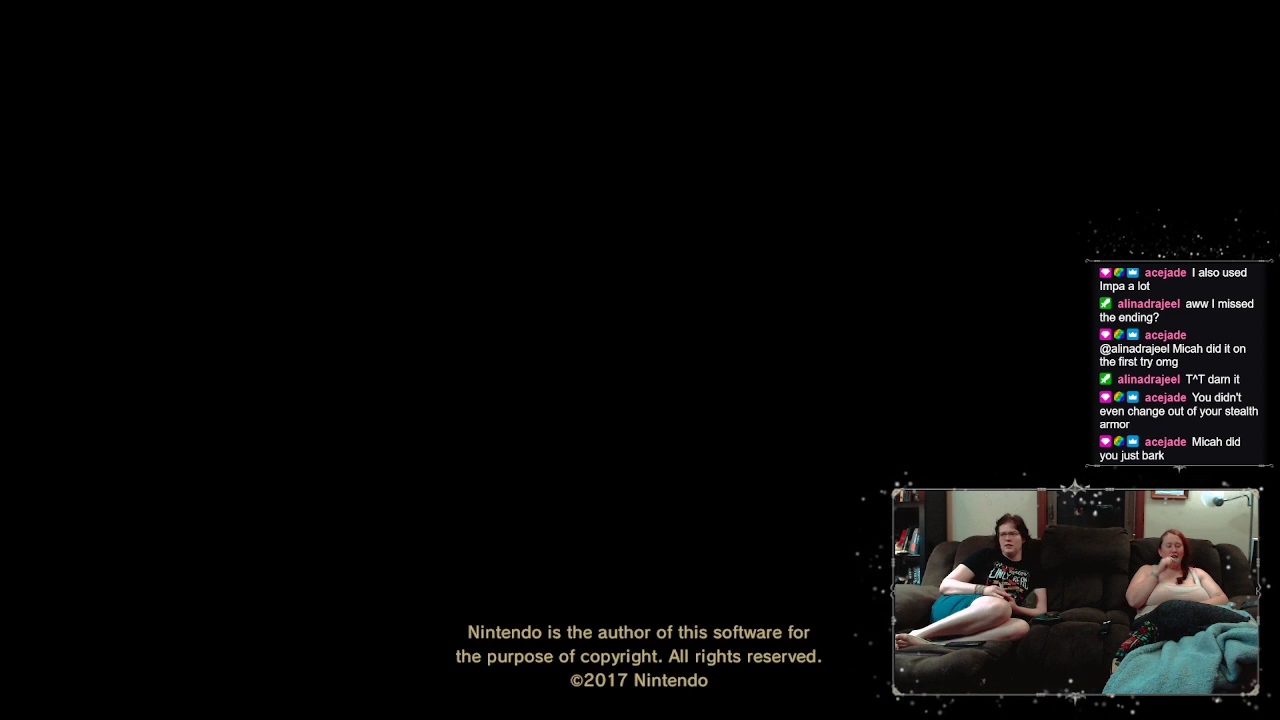 acejade I also used
Impa a lot
alinadrajeel aww I missed
the ending?
acejade
@alinadrajeel Micah did it on
the first try omg
alinadrajeel T^T darn it
acejade You didn't
even change out of your stealth
armor
acejade Micah did
you just bark
Nintendo is the author of this software for
the purpose of copyright. All rights reserved.
©2017 Nintendo